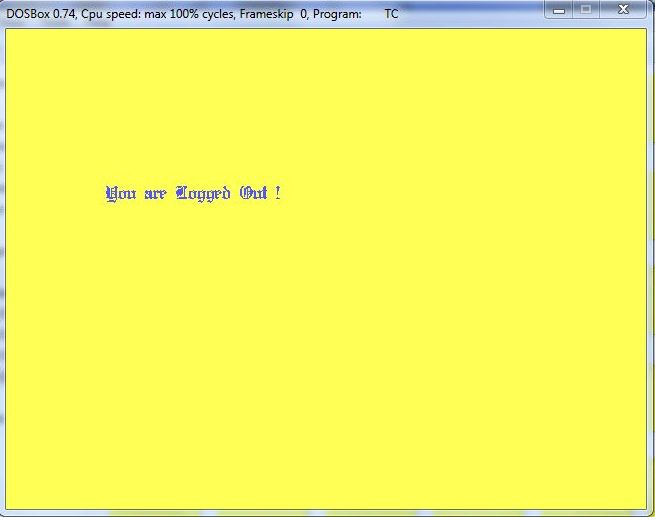 DOSBox 0.74, Cpu speed: max 100% cycles, Frameskip 0, Program: TC
You are Logged Out !